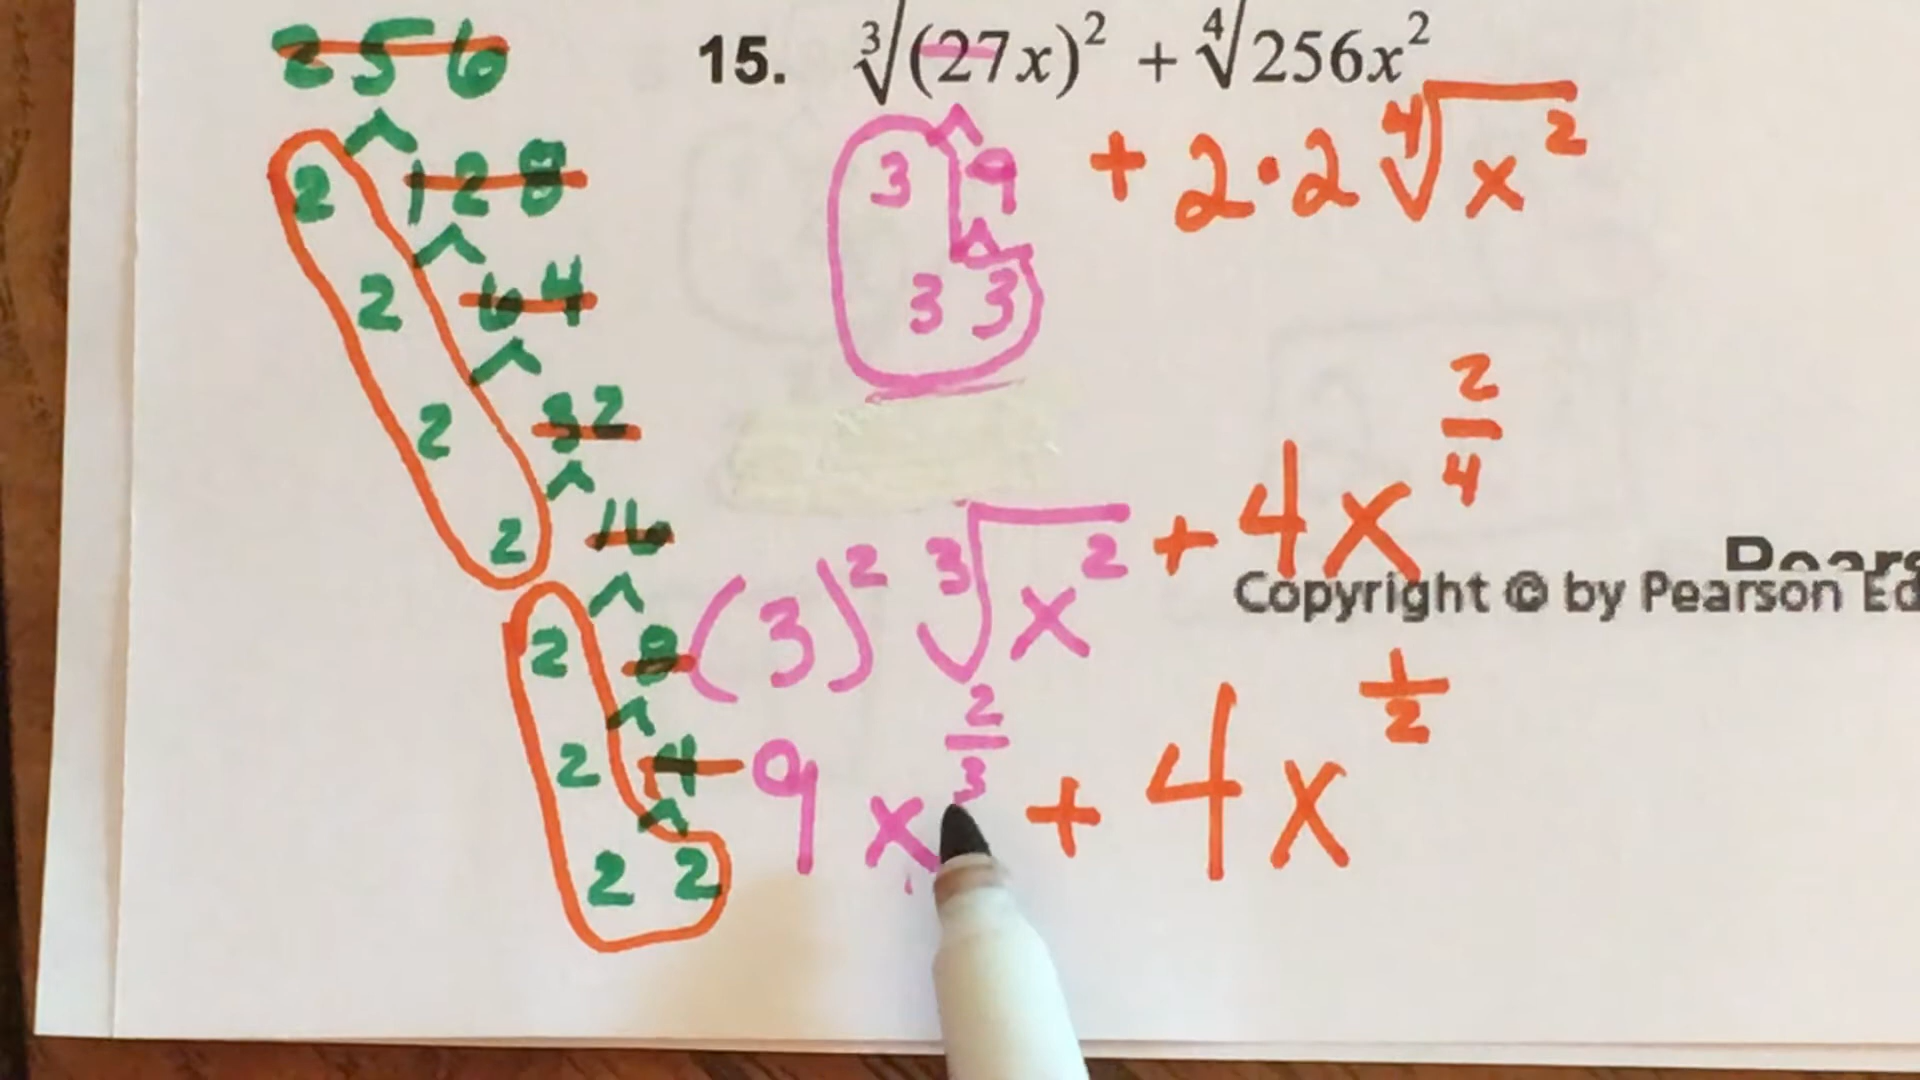 256
2 128
2 64
2 32
2 16
2 8
2 4
2 2
15. ∛(27x)² + ∜256x²
3 9
3 3
+ 2·2 ∜x²
(3)² ∛x² + 4x^(2/4)
Copyright © by Pearson Ed
9x^(2/3) + 4x^(1/2)